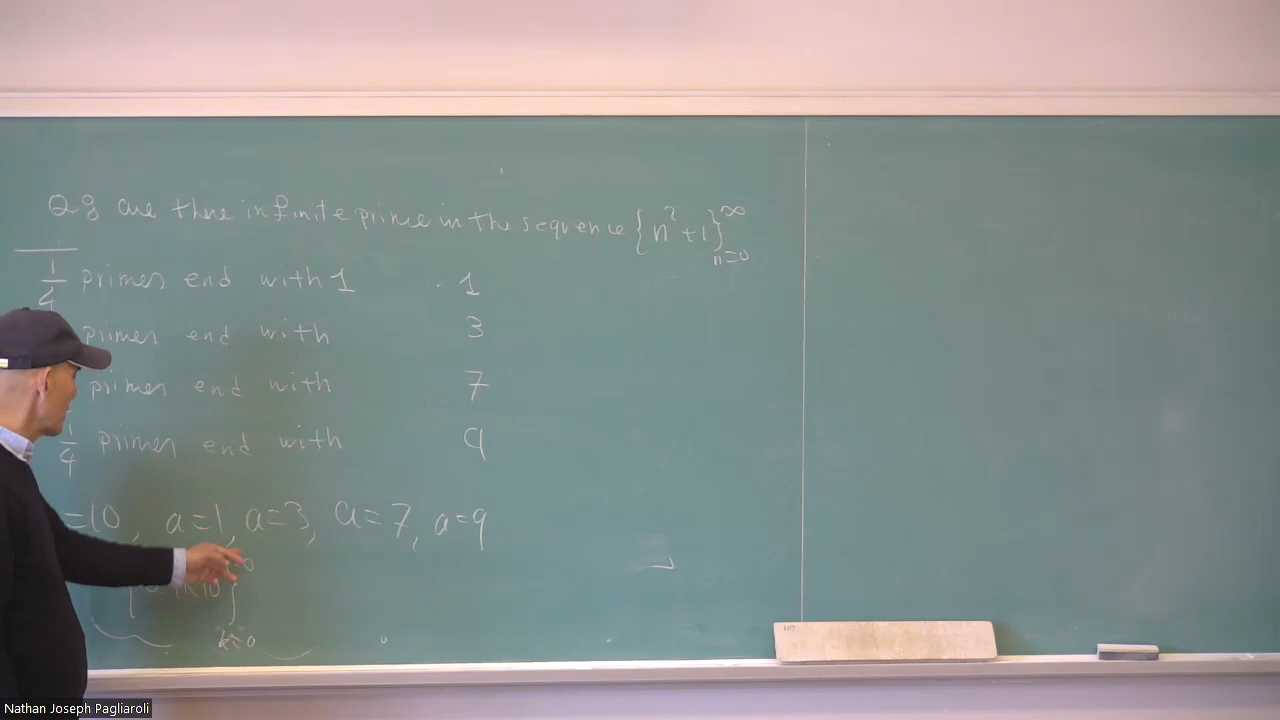 Q8 are there infinite prime in the sequence {n²+1}∞ n=0
1/4 primes end with 1 1
primes end with 3
primes end with 7
1/4 primes end with 9
=10, a=1, a=3, a=7, a=9
k=0
107
Nathan Joseph Pagliaroli